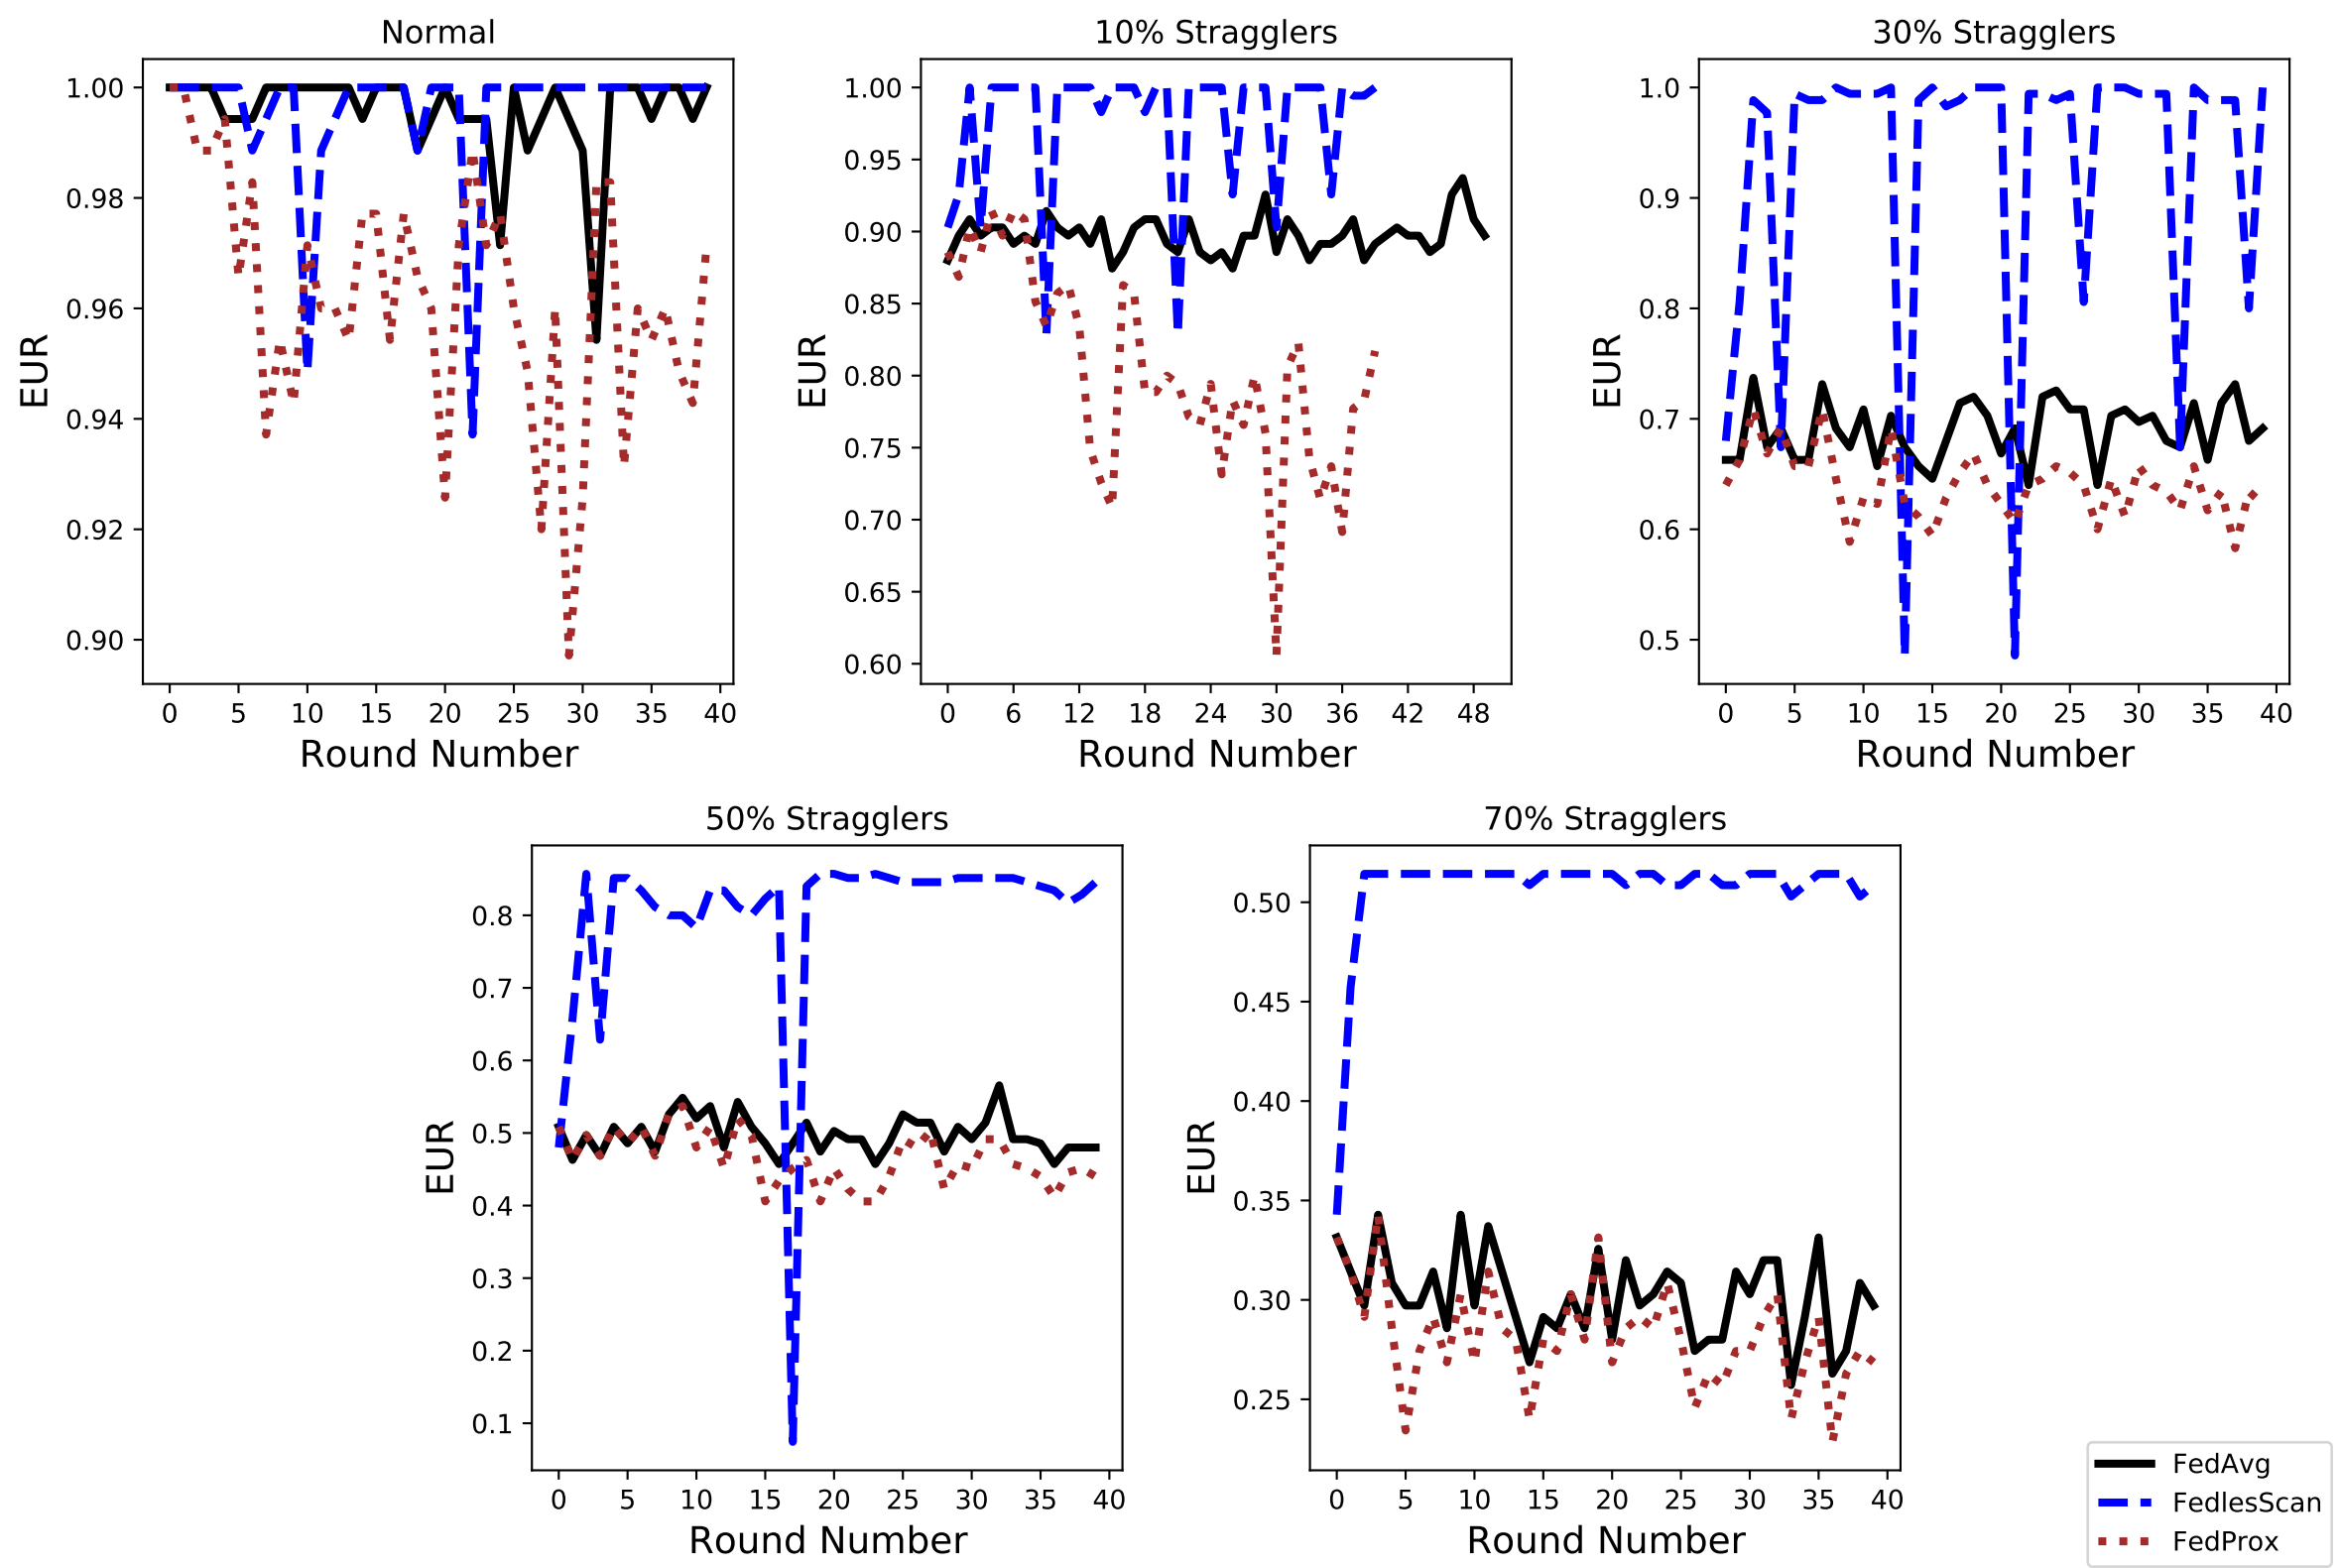 Normal
1.00
0.98
0.96
0.94
0.92
0.90
EUR
0 5 10 15 20 25 30 35 40
Round Number
10% Stragglers
1.00
0.95
0.90
0.85
0.80
0.75
0.70
0.65
0.60
EUR
0 6 12 18 24 30 36 42 48
Round Number
30% Stragglers
1.0
0.9
0.8
0.7
0.6
0.5
EUR
0 5 10 15 20 25 30 35 40
Round Number
50% Stragglers
0.8
0.7
0.6
0.5
0.4
0.3
0.2
0.1
EUR
0 5 10 15 20 25 30 35 40
Round Number
70% Stragglers
0.50
0.45
0.40
0.35
0.30
0.25
EUR
0 5 10 15 20 25 30 35 40
Round Number
FedAvg
FedlesScan
FedProx